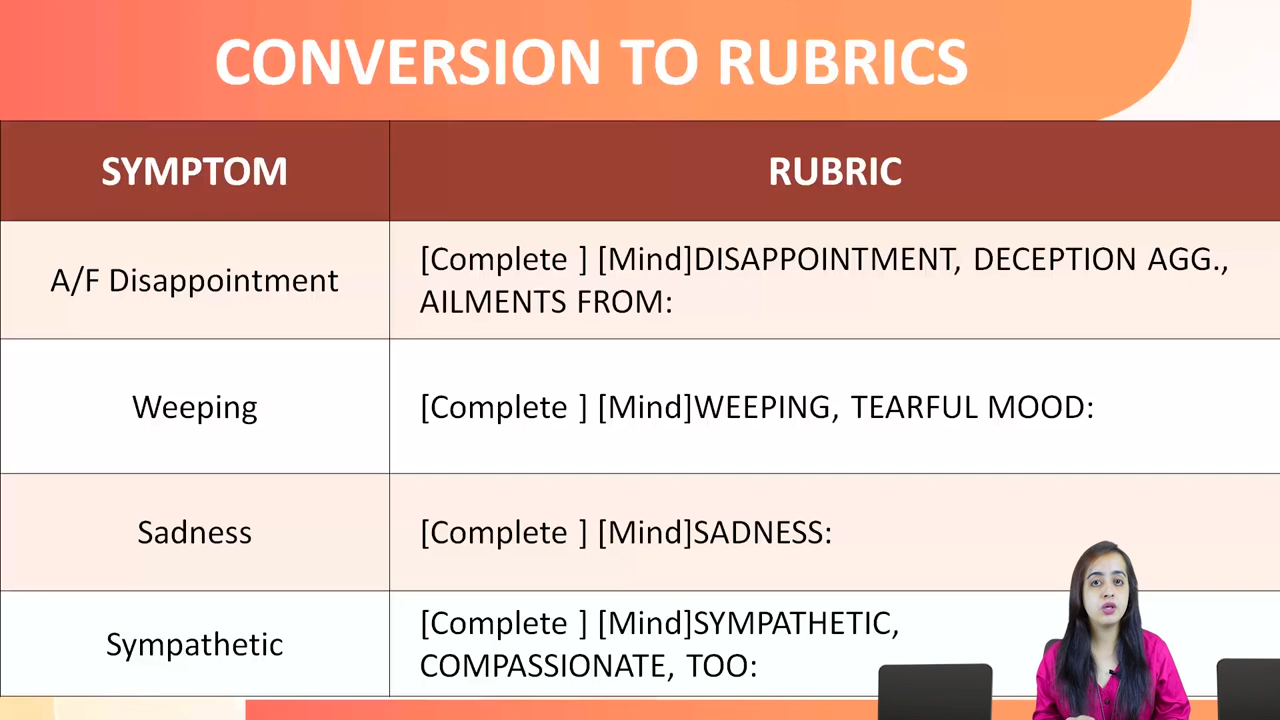 CONVERSION TO RUBRICS
SYMPTOM
RUBRIC
A/F Disappointment
[Complete ] [Mind]DISAPPOINTMENT, DECEPTION AGG.,
AILMENTS FROM:
Weeping
[Complete ] [Mind]WEEPING, TEARFUL MOOD:
Sadness
[Complete ] [Mind]SADNESS:
Sympathetic
[Complete ] [Mind]SYMPATHETIC,
COMPASSIONATE, TOO: